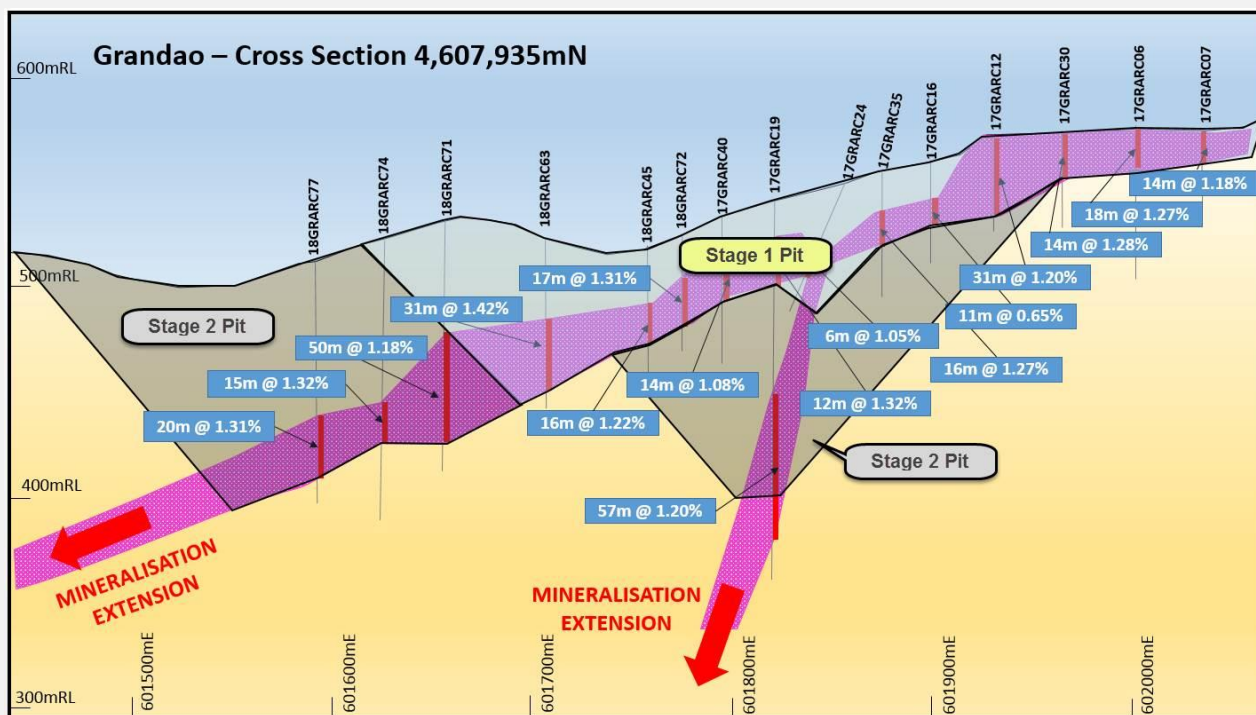 Grandao – Cross Section 4,607,935mN
600mRL
500mRL
400mRL
300mRL
18GRARC77
18GRARC74
18GRARC71
18GRARC63
18GRARC45
18GRARC72
17GRARC40
17GRARC19
17GRARC24
17GRARC35
17GRARC16
17GRARC12
17GRARC30
17GRARC06
17GRARC07
14m @ 1.18%
18m @ 1.27%
14m @ 1.28%
31m @ 1.20%
11m @ 0.65%
16m @ 1.27%
6m @ 1.05%
12m @ 1.32%
Stage 1 Pit
17m @ 1.31%
31m @ 1.42%
Stage 2 Pit
50m @ 1.18%
15m @ 1.32%
20m @ 1.31%
14m @ 1.08%
16m @ 1.22%
Stage 2 Pit
57m @ 1.20%
MINERALISATION
EXTENSION
MINERALISATION
EXTENSION
601500mE
601600mE
601700mE
601800mE
601900mE
602000mE